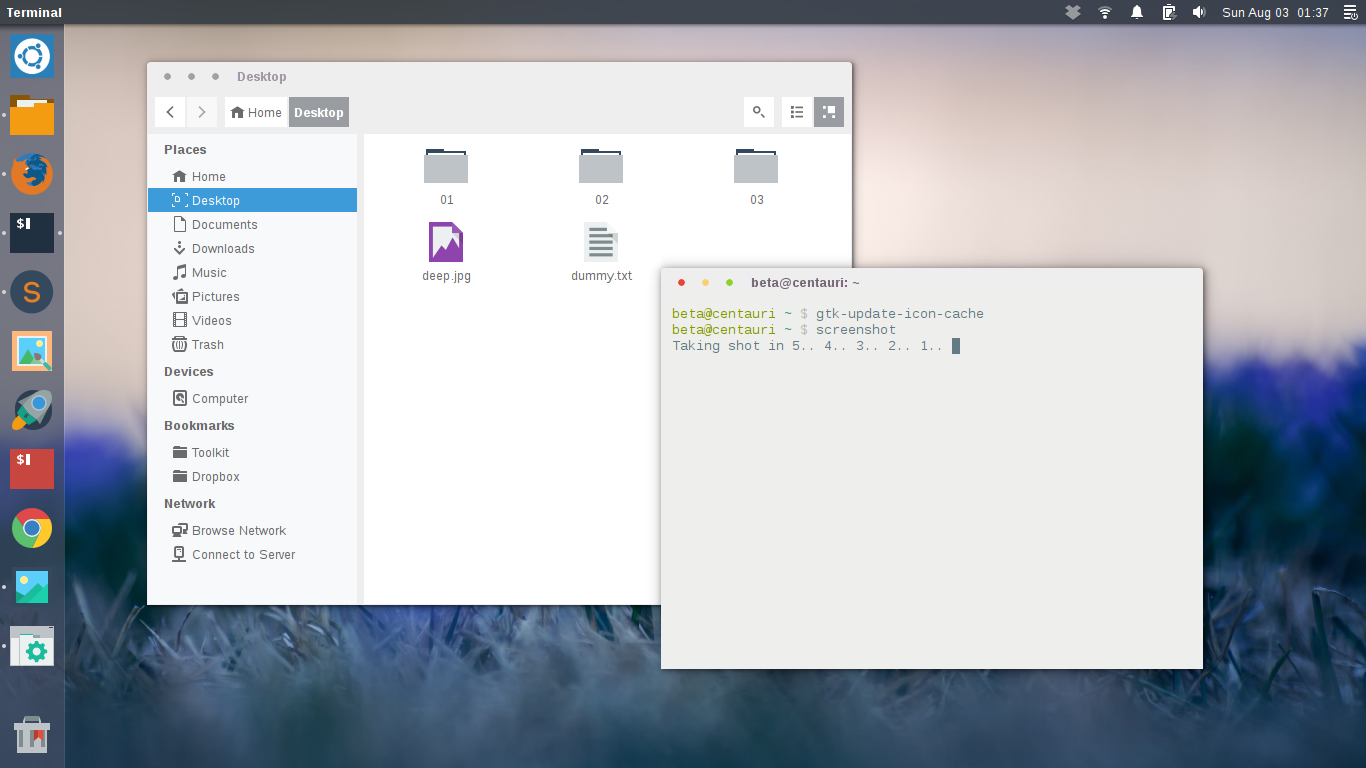 Terminal
Sun Aug 03 01:37
Desktop
Home
Desktop
Places
Home
Desktop
Documents
Downloads
Music
Pictures
Videos
Trash
Devices
Computer
Bookmarks
Toolkit
Dropbox
Network
Browse Network
Connect to Server
01
02
03
deep.jpg
dummy.txt
beta@centauri: ~
beta@centauri ~ $ gtk-update-icon-cache
beta@centauri ~ $ screenshot
Taking shot in 5.. 4.. 3.. 2.. 1..
$
S
$